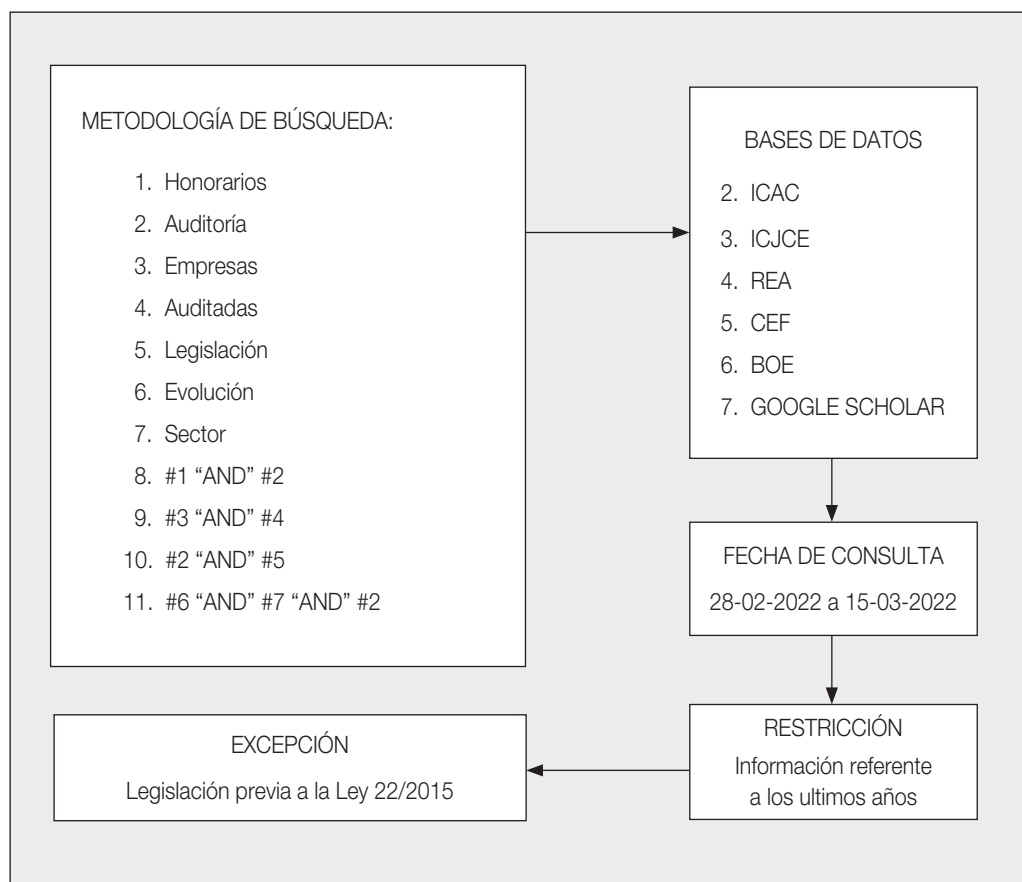 METODOLOGÍA DE BÚSQUEDA:
1. Honorarios
2. Auditoría
3. Empresas
4. Auditadas
5. Legislación
6. Evolución
7. Sector
8. #1 “AND” #2
9. #3 “AND” #4
10. #2 “AND” #5
11. #6 “AND” #7 “AND” #2
BASES DE DATOS
2. ICAC
3. ICJCE
4. REA
5. CEF
6. BOE
7. GOOGLE SCHOLAR
FECHA DE CONSULTA
28-02-2022 a 15-03-2022
RESTRICCIÓN
Información referente
a los ultimos años
EXCEPCIÓN
Legislación previa a la Ley 22/2015